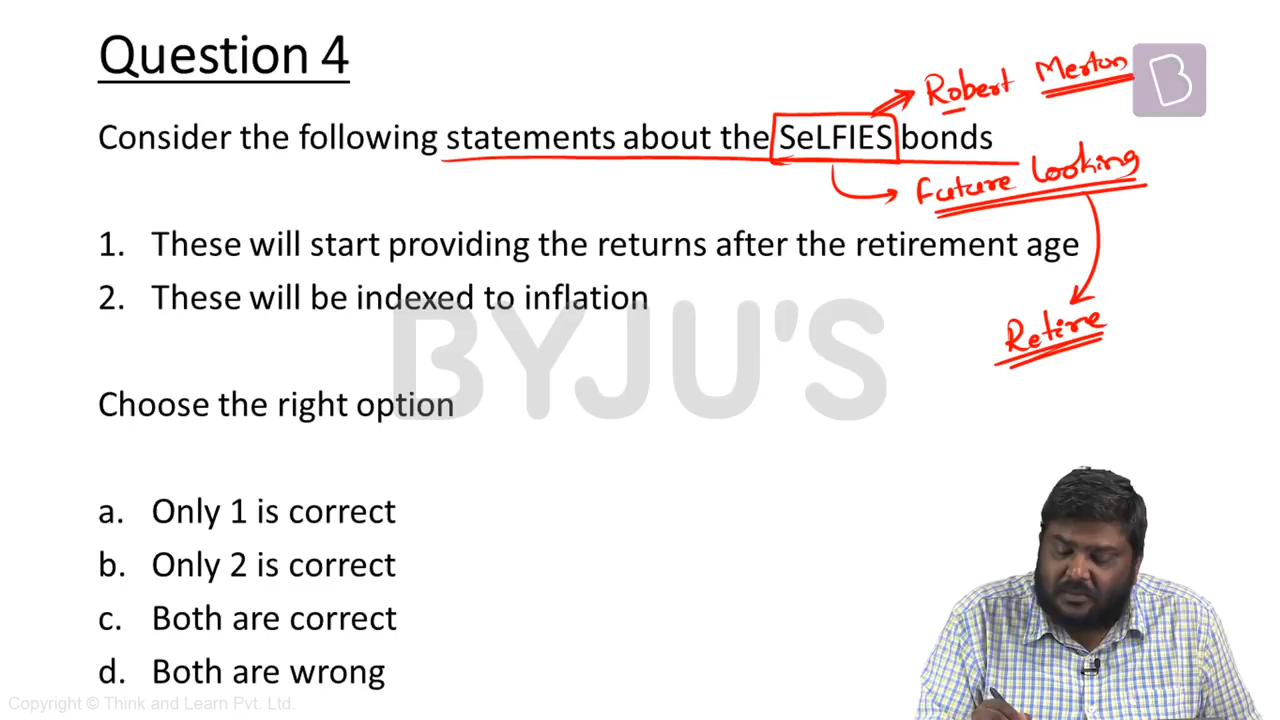 Question 4
Robert Merton
B
Consider the following statements about the SeLFIES bonds
Future looking
1. These will start providing the returns after the retirement age
2. These will be indexed to inflation
Retire
BYJU'S
Choose the right option
a. Only 1 is correct
b. Only 2 is correct
c. Both are correct
d. Both are wrong
Copyright © Think and Learn Pvt. Ltd.